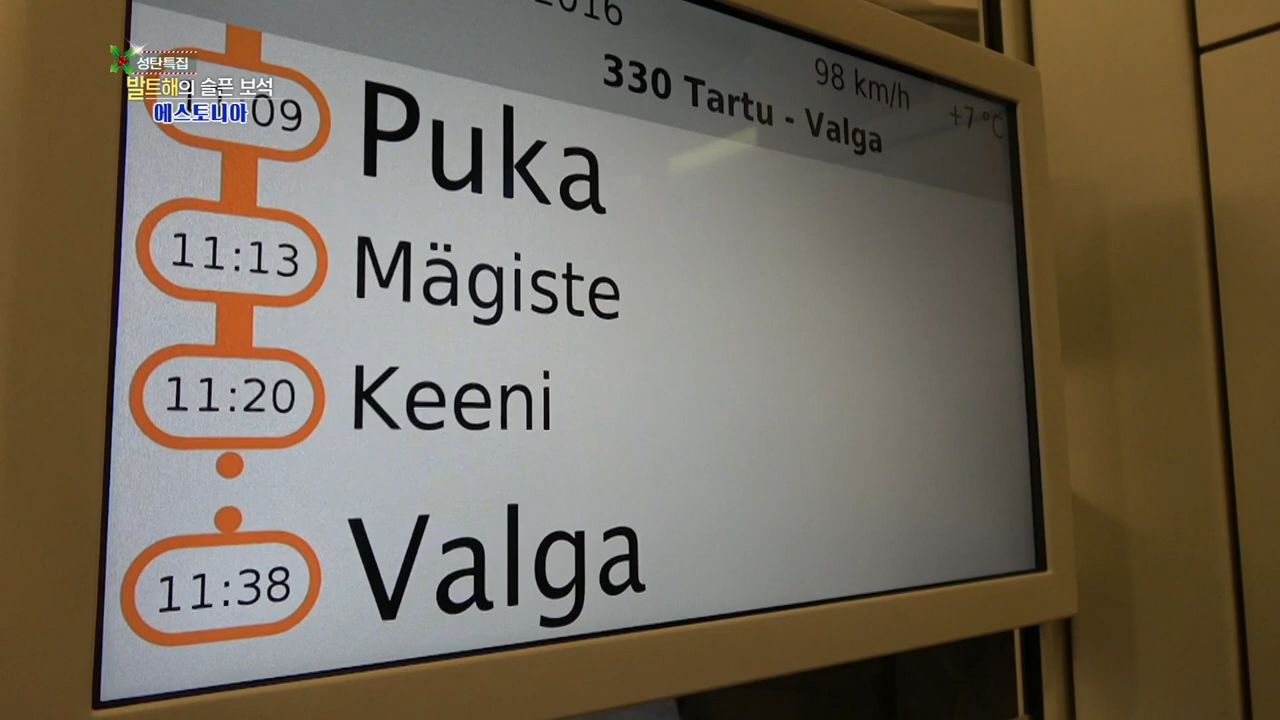 2016
330 Tartu - Valga
98 km/h
+7 °C
성탄특집
발트해의 슬픈 보석
에스토니아
11:09 Puka
11:13 Mägiste
11:20 Keeni
11:38 Valga